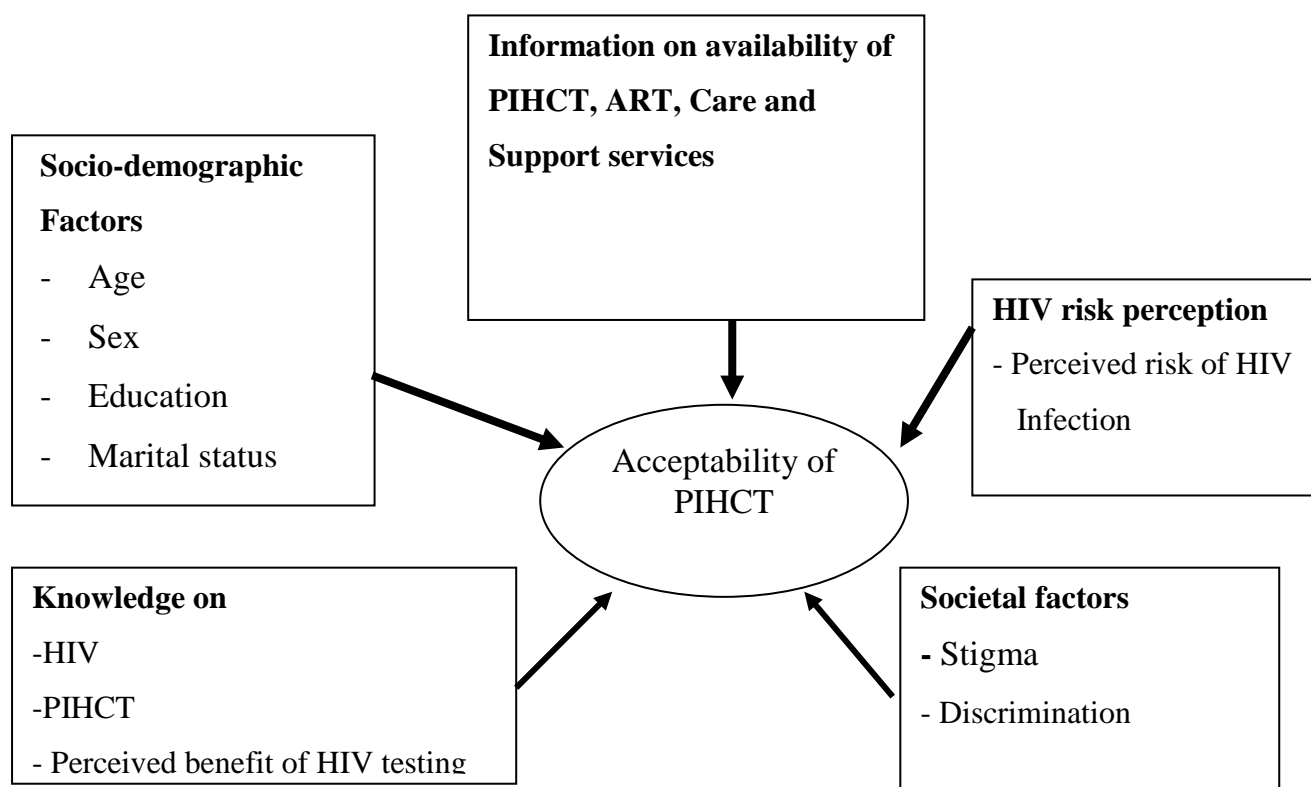 Information on availability of
PIHCT, ART, Care and
Support services
Socio-demographic
Factors
- Age
- Sex
- Education
- Marital status
HIV risk perception
- Perceived risk of HIV
Infection
Acceptability of
PIHCT
Knowledge on
-HIV
-PIHCT
- Perceived benefit of HIV testing
Societal factors
- Stigma
- Discrimination